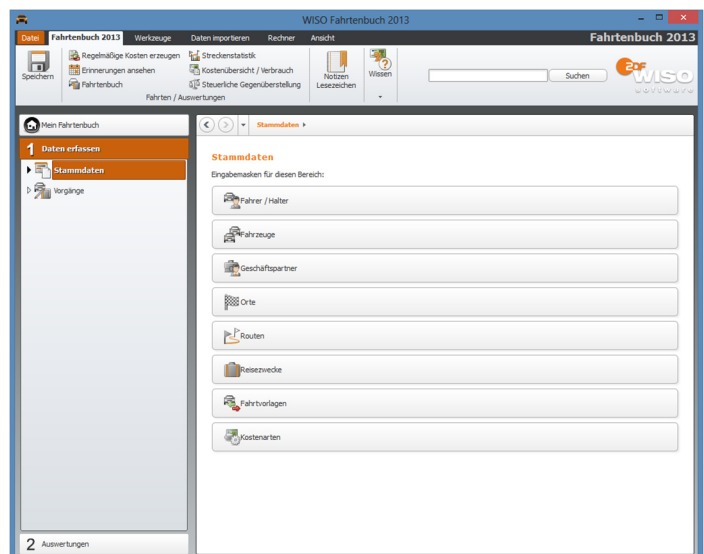 WISO Fahrtenbuch 2013
Datei Fahrtenbuch 2013 Werkzeuge Daten importieren Rechner Ansicht Fahrtenbuch 2013
Speichern
Regelmäßige Kosten erzeugen
Erinnerungen ansehen
Fahrtenbuch
Streckenstatistik
Kostenübersicht / Verbrauch
Steuerliche Gegenüberstellung
Fahrten / Auswertungen
Notizen
Lesezeichen
Wissen
Suchen
ZDF
WISO
software
Mein Fahrtenbuch
1 Daten erfassen
Stammdaten
Vorgänge
2 Auswertungen
Stammdaten
Stammdaten
Eingabemasken für diesen Bereich:
Fahrer / Halter
Fahrzeuge
Geschäftspartner
Orte
Routen
Reisezwecke
Fahrtvorlagen
Kostenarten